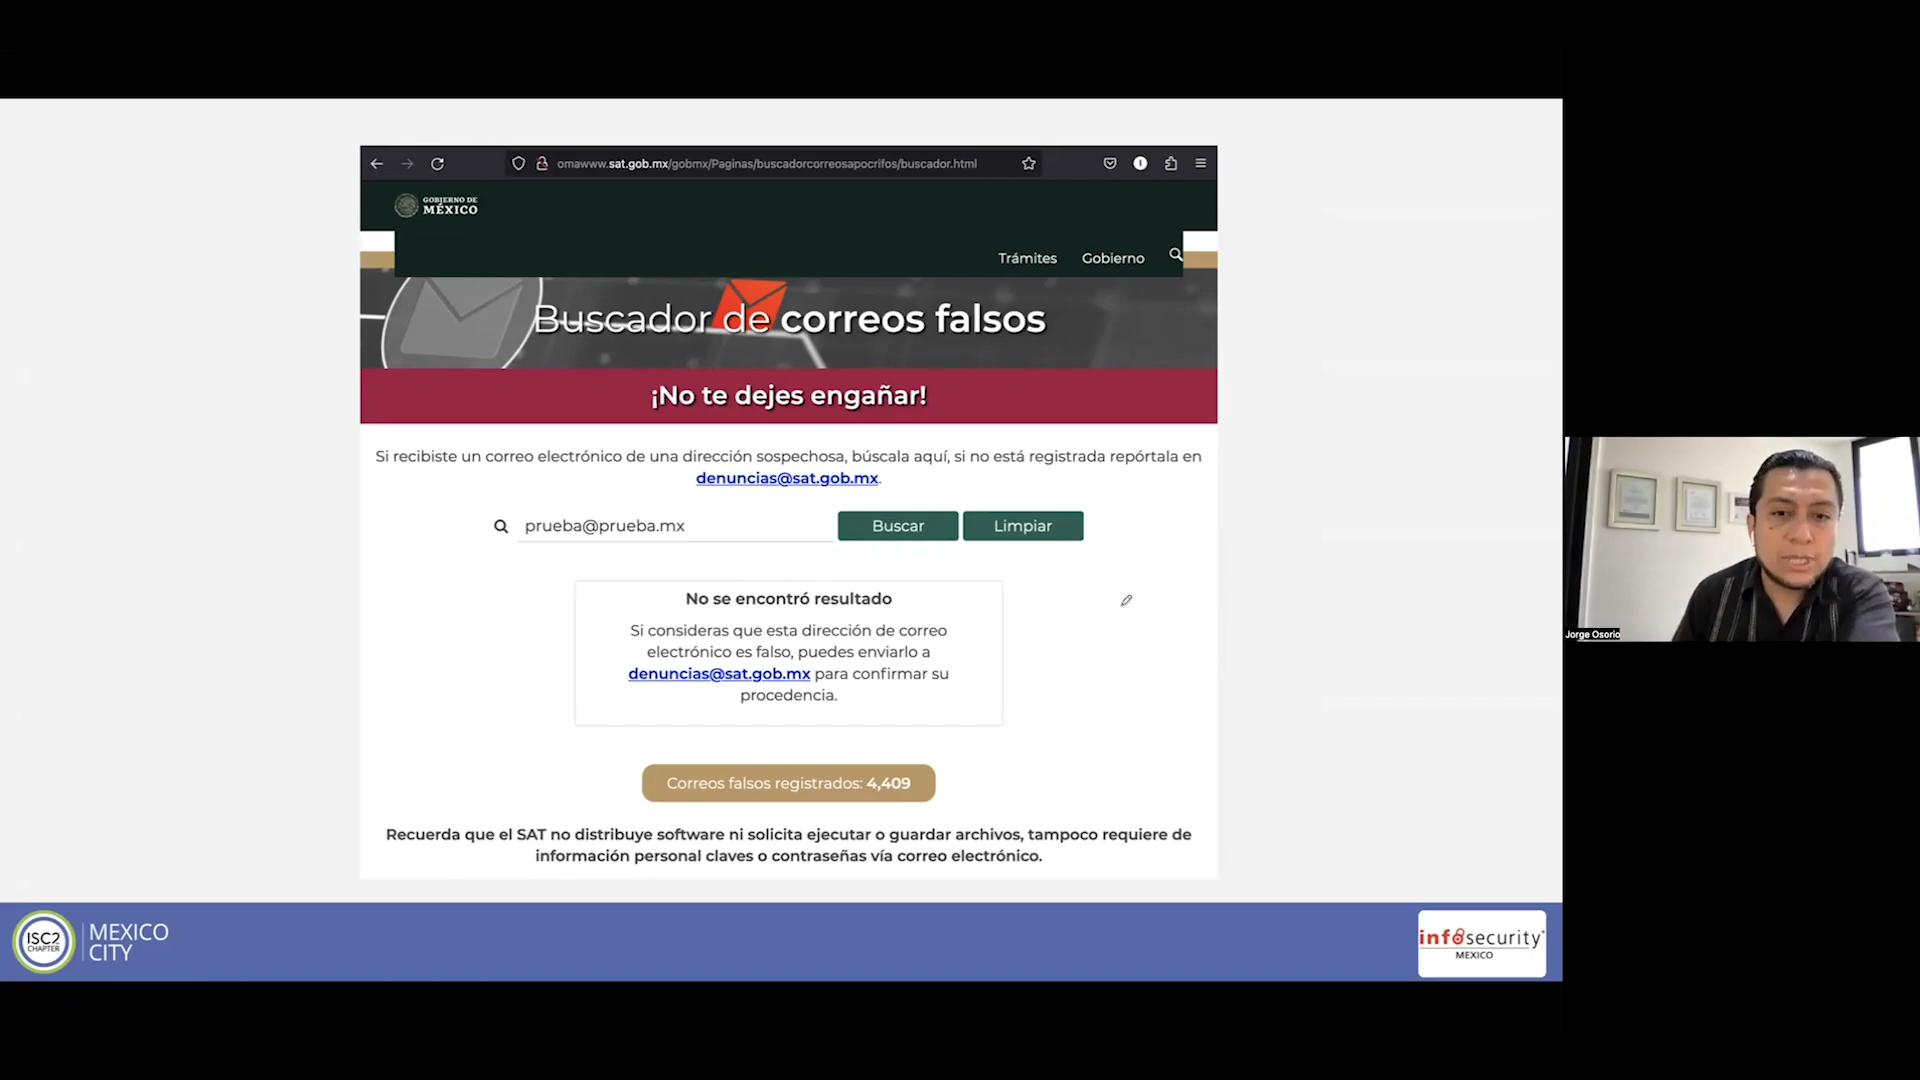 omawww.sat.gob.mx/gobmx/Paginas/buscadorcorreosapocrifos/buscador.html
GOBIERNO DE
MÉXICO
Trámites Gobierno
Buscador de correos falsos
¡No te dejes engañar!
Si recibiste un correo electrónico de una dirección sospechosa, búscala aquí, si no está registrada repórtala en
denuncias@sat.gob.mx.
prueba@prueba.mx Buscar Limpiar
No se encontró resultado
Si consideras que esta dirección de correo
electrónico es falso, puedes enviarlo a
denuncias@sat.gob.mx para confirmar su
procedencia.
Correos falsos registrados: 4,409
Recuerda que el SAT no distribuye software ni solicita ejecutar o guardar archivos, tampoco requiere de
información personal claves o contraseñas vía correo electrónico.
Jorge Osorio
ISC2
CHAPTER
MEXICO
CITY
infosecurity
MEXICO